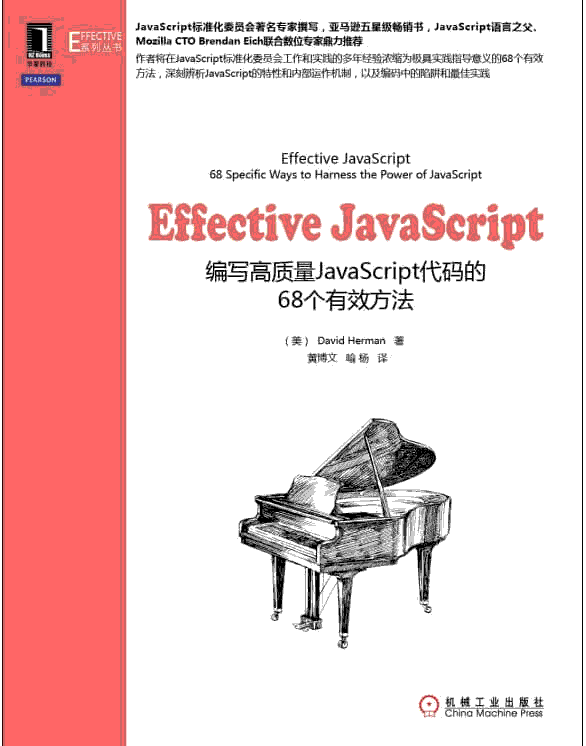 EFFECTIVE
系列丛书
华章科技
PEARSON
JavaScript标准化委员会著名专家撰写，亚马逊五星级畅销书，JavaScript语言之父、
Mozilla CTO Brendan Eich联合数位专家鼎力推荐
作者将在JavaScript标准化委员会工作和实践的多年经验浓缩为极具实践指导意义的68个有效
方法，深刻辨析JavaScript的特性和内部运作机制，以及编码中的陷阱和最佳实践
Effective JavaScript
68 Specific Ways to Harness the Power of JavaScript
Effective JavaScript
编写高质量JavaScript代码的
68个有效方法
（美） David Herman 著
黄博文 喻杨 译
机械工业出版社
China Machine Press